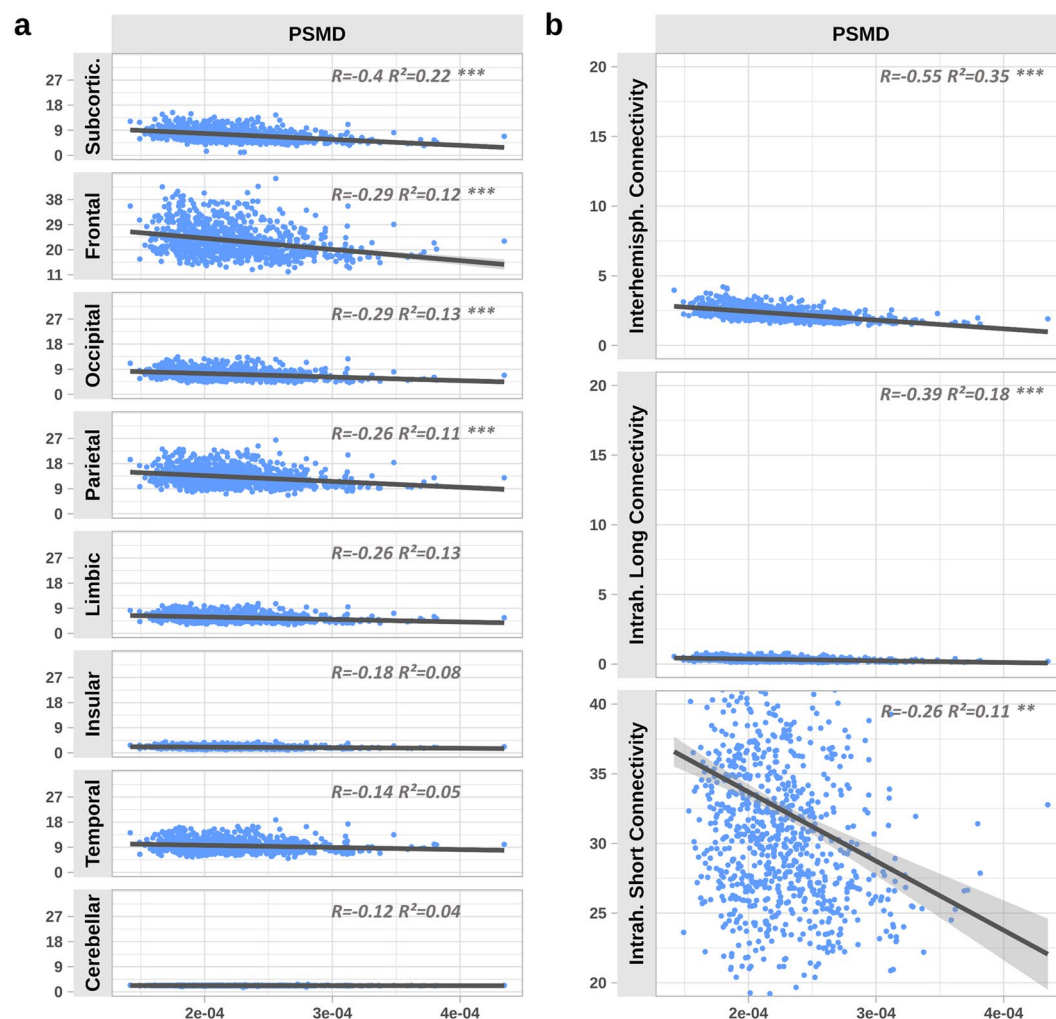 a
PSMD
Subcortic.
27
18
9
0
R=-0.4 R²=0.22 ***
Frontal
38
29
20
11
R=-0.29 R²=0.12 ***
Occipital
27
18
9
0
R=-0.29 R²=0.13 ***
Parietal
27
18
9
0
R=-0.26 R²=0.11 ***
Limbic
27
18
9
0
R=-0.26 R²=0.13
Insular
27
18
9
0
R=-0.18 R²=0.08
Temporal
27
18
9
0
R=-0.14 R²=0.05
Cerebellar
27
18
9
0
R=-0.12 R²=0.04
2e-04 3e-04 4e-04
b
PSMD
Interhemisph. Connectivity
20
15
10
5
0
R=-0.55 R²=0.35 ***
Intrah. Long Connectivity
20
15
10
5
0
R=-0.39 R²=0.18 ***
Intrah. Short Connectivity
40
35
30
25
20
R=-0.26 R²=0.11 **
2e-04 3e-04 4e-04